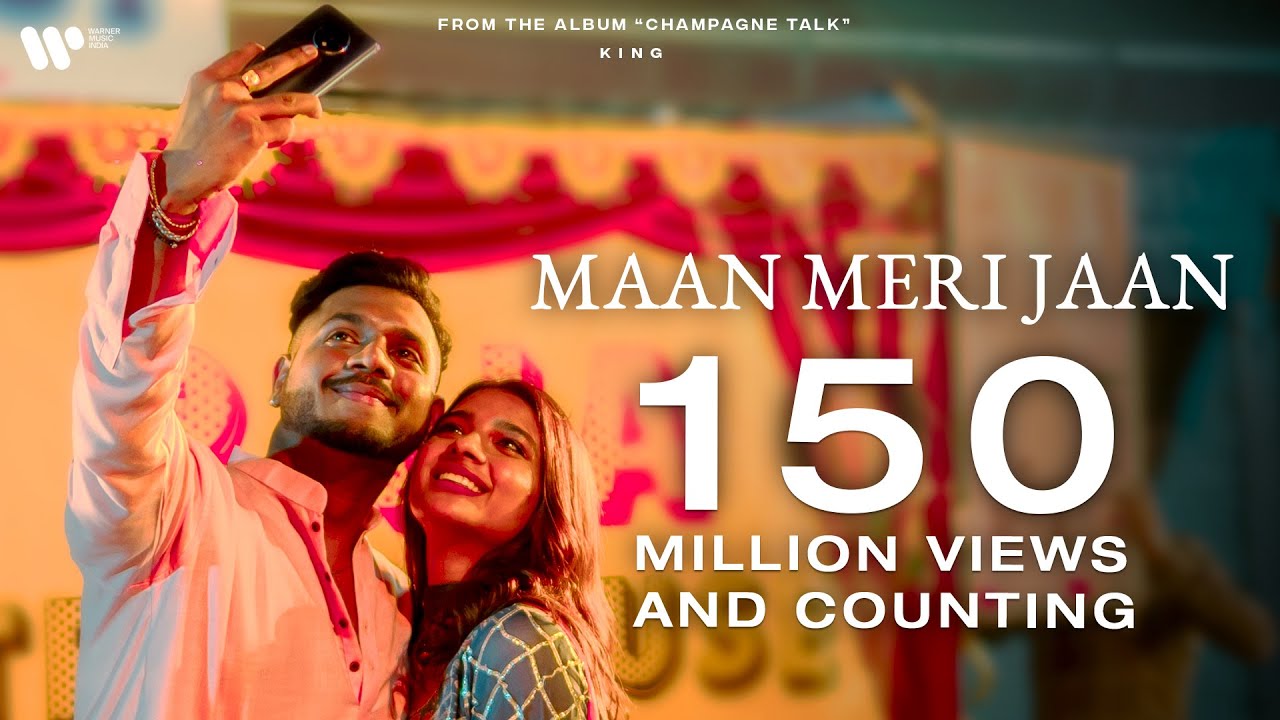 WARNER
MUSIC
INDIA
FROM THE ALBUM “CHAMPAGNE TALK”
KING
MAAN MERI JAAN
150
MILLION VIEWS
AND COUNTING